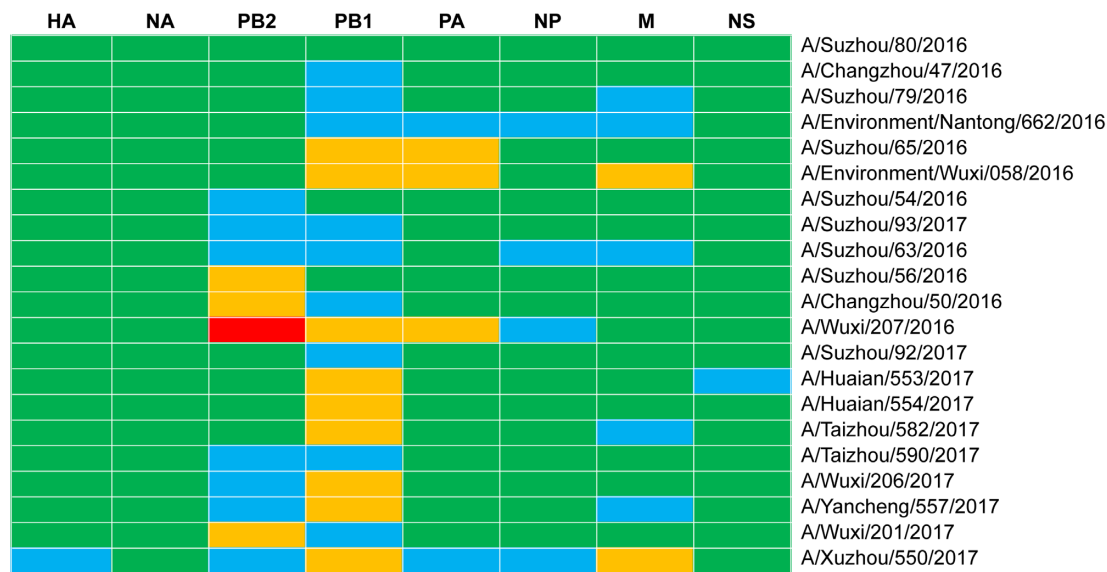 HA NA PB2 PB1 PA NP M NS
A/Suzhou/80/2016
A/Changzhou/47/2016
A/Suzhou/79/2016
A/Environment/Nantong/662/2016
A/Suzhou/65/2016
A/Environment/Wuxi/058/2016
A/Suzhou/54/2016
A/Suzhou/93/2017
A/Suzhou/63/2016
A/Suzhou/56/2016
A/Changzhou/50/2016
A/Wuxi/207/2016
A/Suzhou/92/2017
A/Huaian/553/2017
A/Huaian/554/2017
A/Taizhou/582/2017
A/Taizhou/590/2017
A/Wuxi/206/2017
A/Yancheng/557/2017
A/Wuxi/201/2017
A/Xuzhou/550/2017